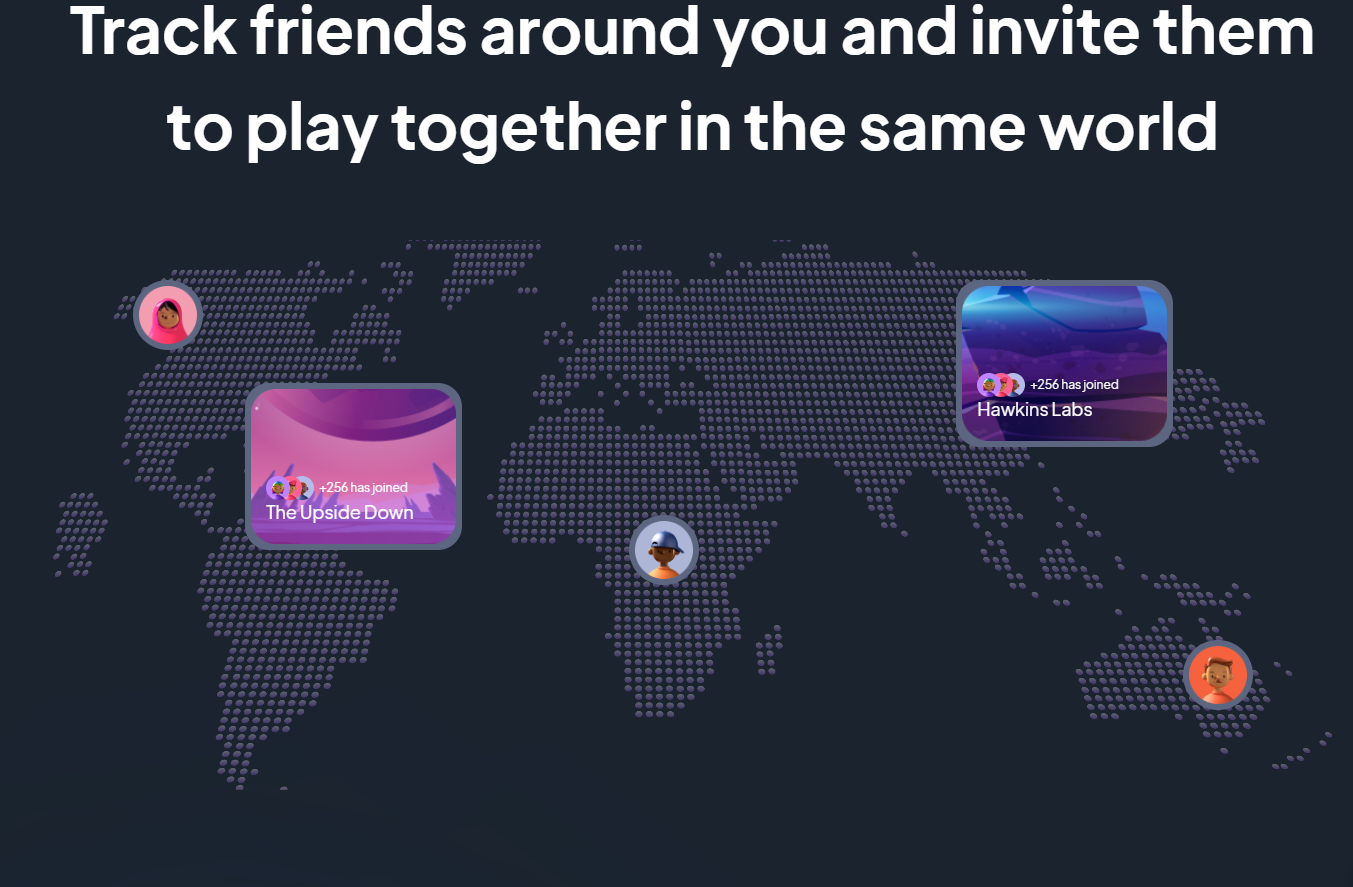 Track friends around you and invite them
to play together in the same world
+256 has joined
Hawkins Labs
+256 has joined
The Upside Down